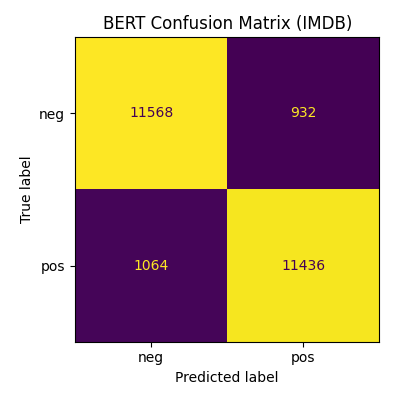 BERT Confusion Matrix (IMDB)
neg
11568
932
True label
pos
1064
11436
neg
pos
Predicted label